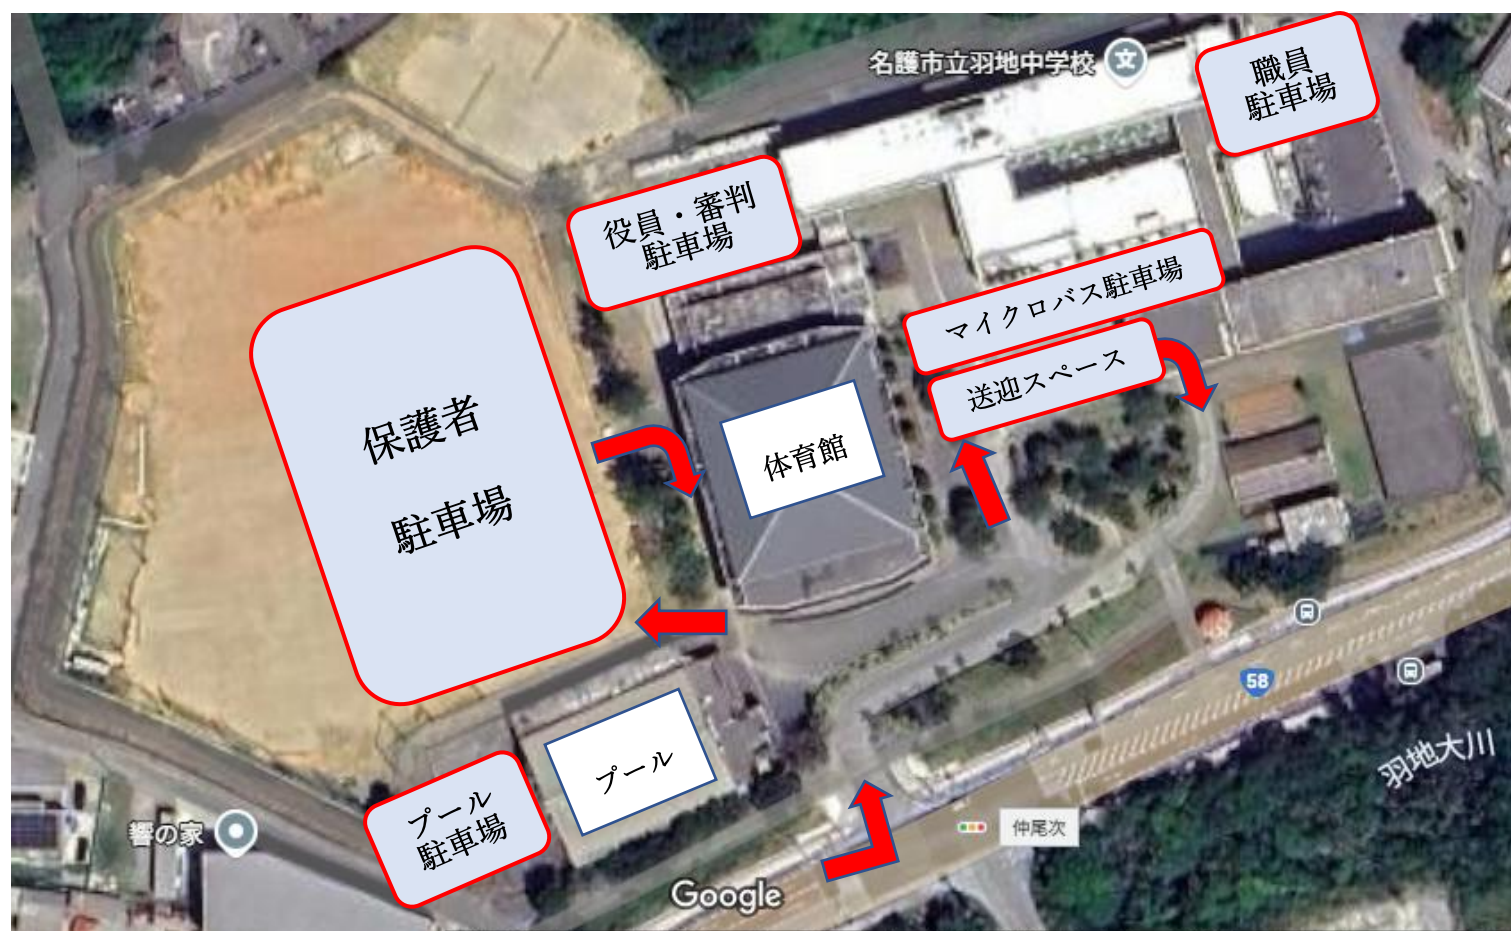 名護市立羽地中学校
文
職員
駐車場
役員・審判
駐車場
マイクロバス駐車場
送迎スペース
保護者
駐車場
体育館
58
羽地大川
プール
プール
駐車場
響の家
仲尾次
Google